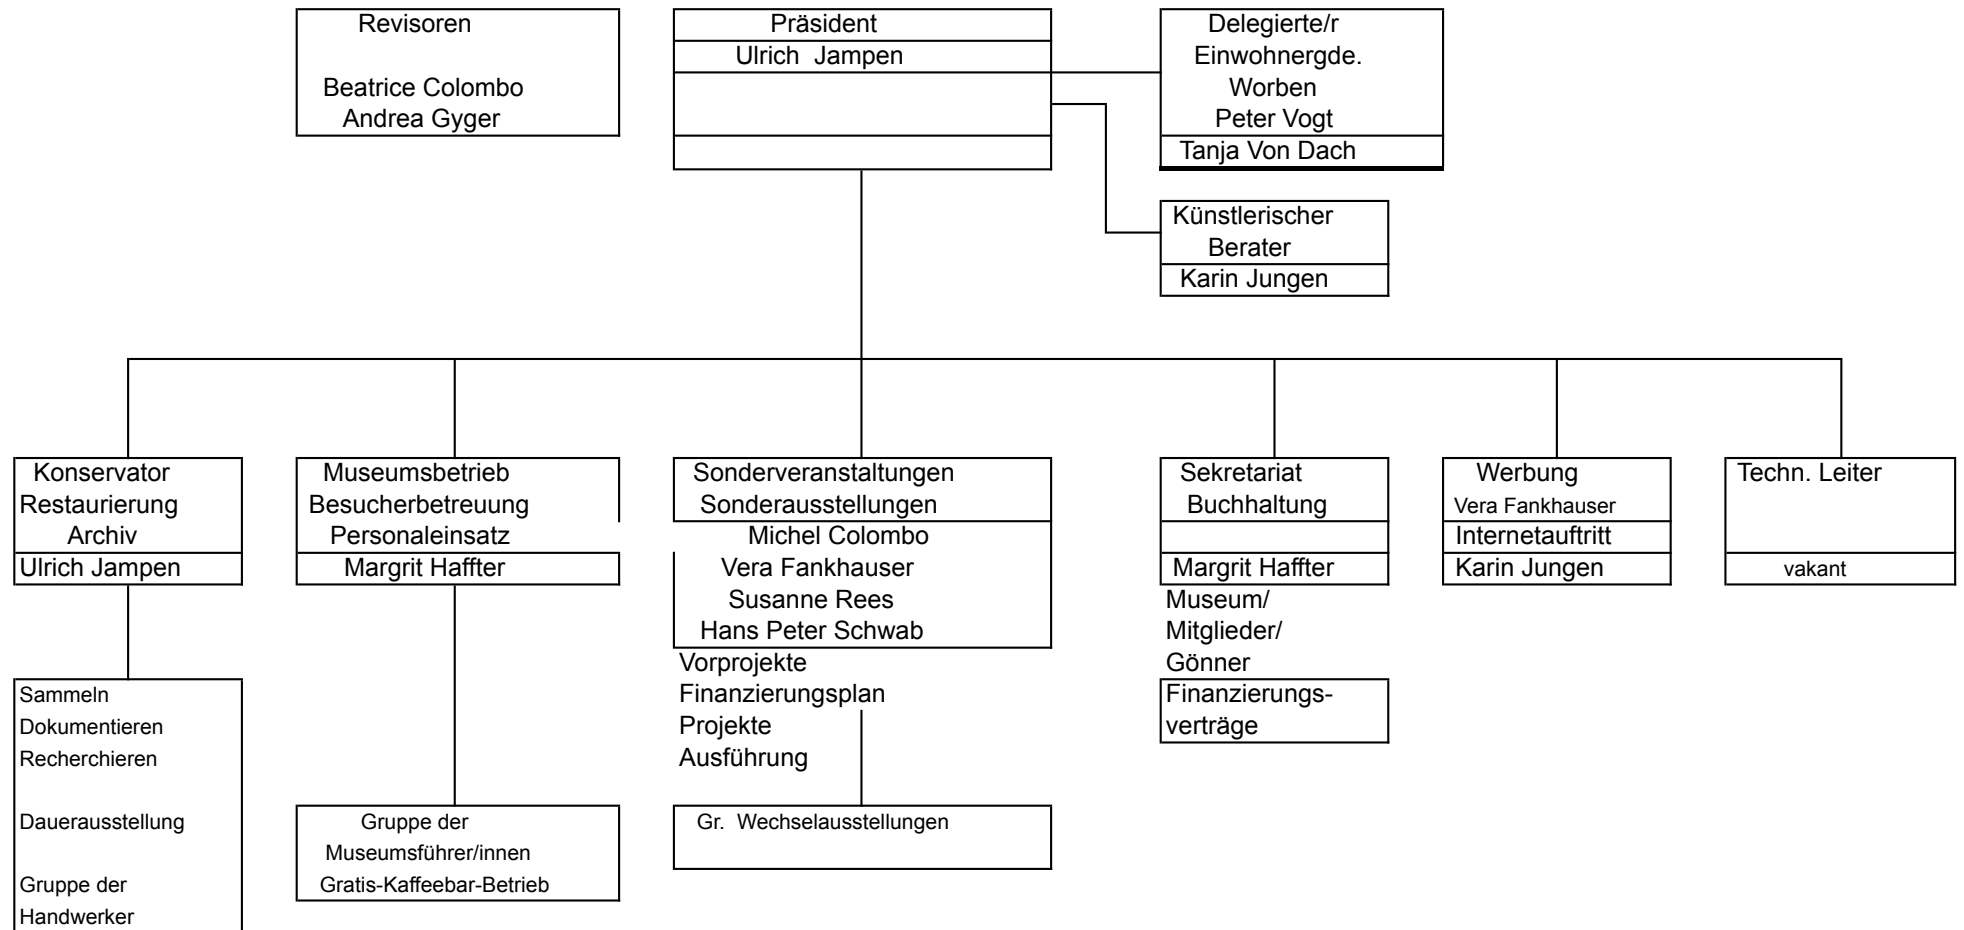 Revisoren
Beatrice Colombo
Andrea Gyger
Präsident
Ulrich Jampen
Delegierte/r
Einwohnergde.
Worben
Peter Vogt
Tanja Von Dach
Künstlerischer
Berater
Karin Jungen
Konservator
Restaurierung
Archiv
Ulrich Jampen
Sammeln
Dokumentieren
Recherchieren
Dauerausstellung
Gruppe der
Handwerker
Museumsbetrieb
Besucherbetreuung
Personaleinsatz
Margrit Haffter
Gruppe der
Museumsführer/innen
Gratis-Kaffeebar-Betrieb
Sonderveranstaltungen
Sonderausstellungen
Michel Colombo
Vera Fankhauser
Susanne Rees
Hans Peter Schwab
Vorprojekte
Finanzierungsplan
Projekte
Ausführung
Gr. Wechselausstellungen
Sekretariat
Buchhaltung
Margrit Haffter
Museum/
Mitglieder/
Gönner
Finanzierungs-
verträge
Werbung
Vera Fankhauser
Internetauftritt
Karin Jungen
Techn. Leiter
vakant